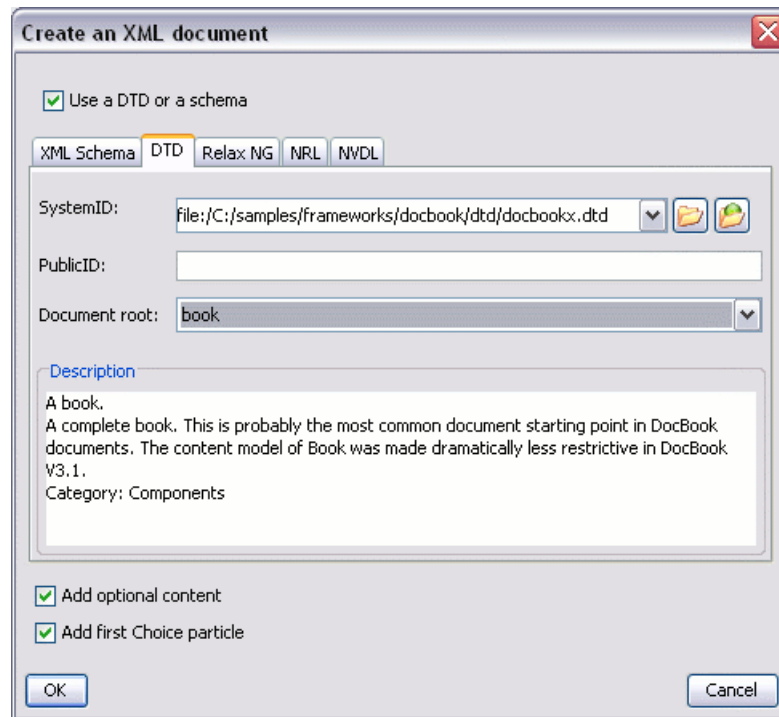 Create an XML document
Use a DTD or a schema
XML Schema DTD Relax NG NRL NVDL
SystemID: file:/C:/samples/frameworks/docbook/dtd/docbookx.dtd
PublicID:
Document root: book
Description
A book.
A complete book. This is probably the most common document starting point in DocBook
documents. The content model of Book was made dramatically less restrictive in DocBook
V3.1.
Category: Components
Add optional content
Add first Choice particle
OK Cancel